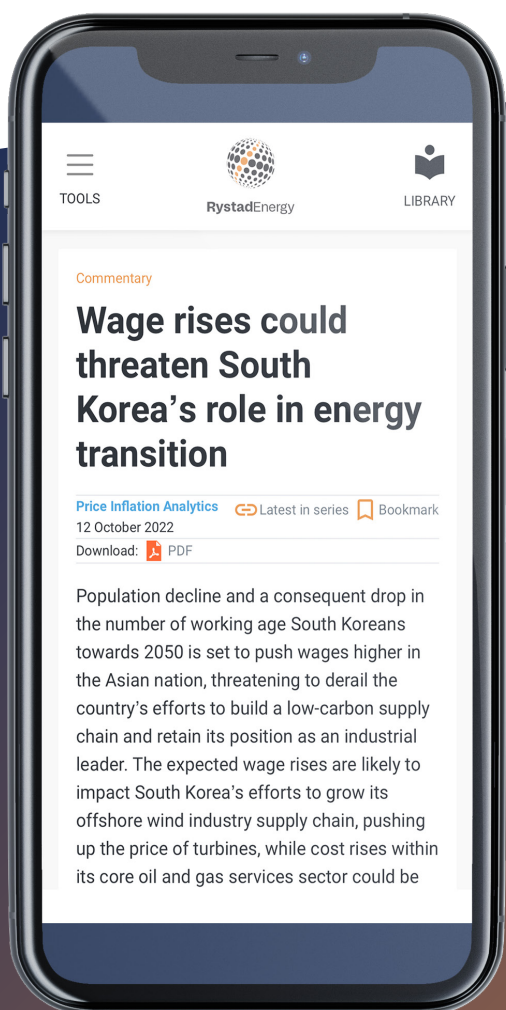 TOOLS
RystadEnergy
LIBRARY
Commentary
Wage rises could
threaten South
Korea’s role in energy
transition
Price Inflation Analytics
Latest in series
Bookmark
12 October 2022
Download: PDF
Population decline and a consequent drop in
the number of working age South Koreans
towards 2050 is set to push wages higher in
the Asian nation, threatening to derail the
country’s efforts to build a low-carbon supply
chain and retain its position as an industrial
leader. The expected wage rises are likely to
impact South Korea’s efforts to grow its
offshore wind industry supply chain, pushing
up the price of turbines, while cost rises within
its core oil and gas services sector could be